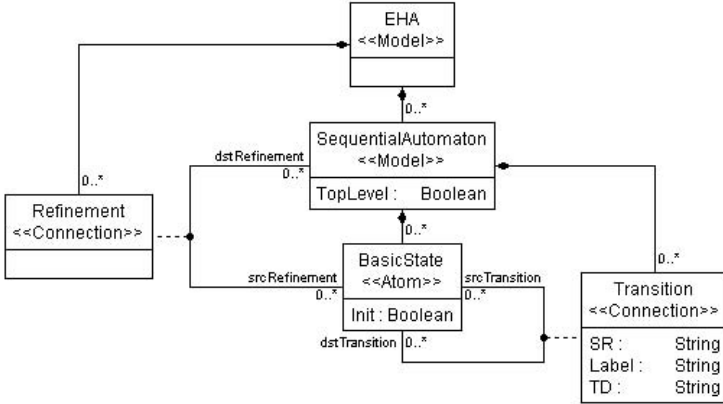 EHA
<<Model>>
0..*
SequentialAutomaton
<<Model>>
dstRefinement
0..*
TopLevel : Boolean
0..*
Refinement
<<Connection>>
0..*
BasicState
<<Atom>>
srcRefinement
0..*
srcTransition
0..*
Init : Boolean
dstTransition
0..*
0..*
Transition
<<Connection>>
SR : String
Label : String
TD : String